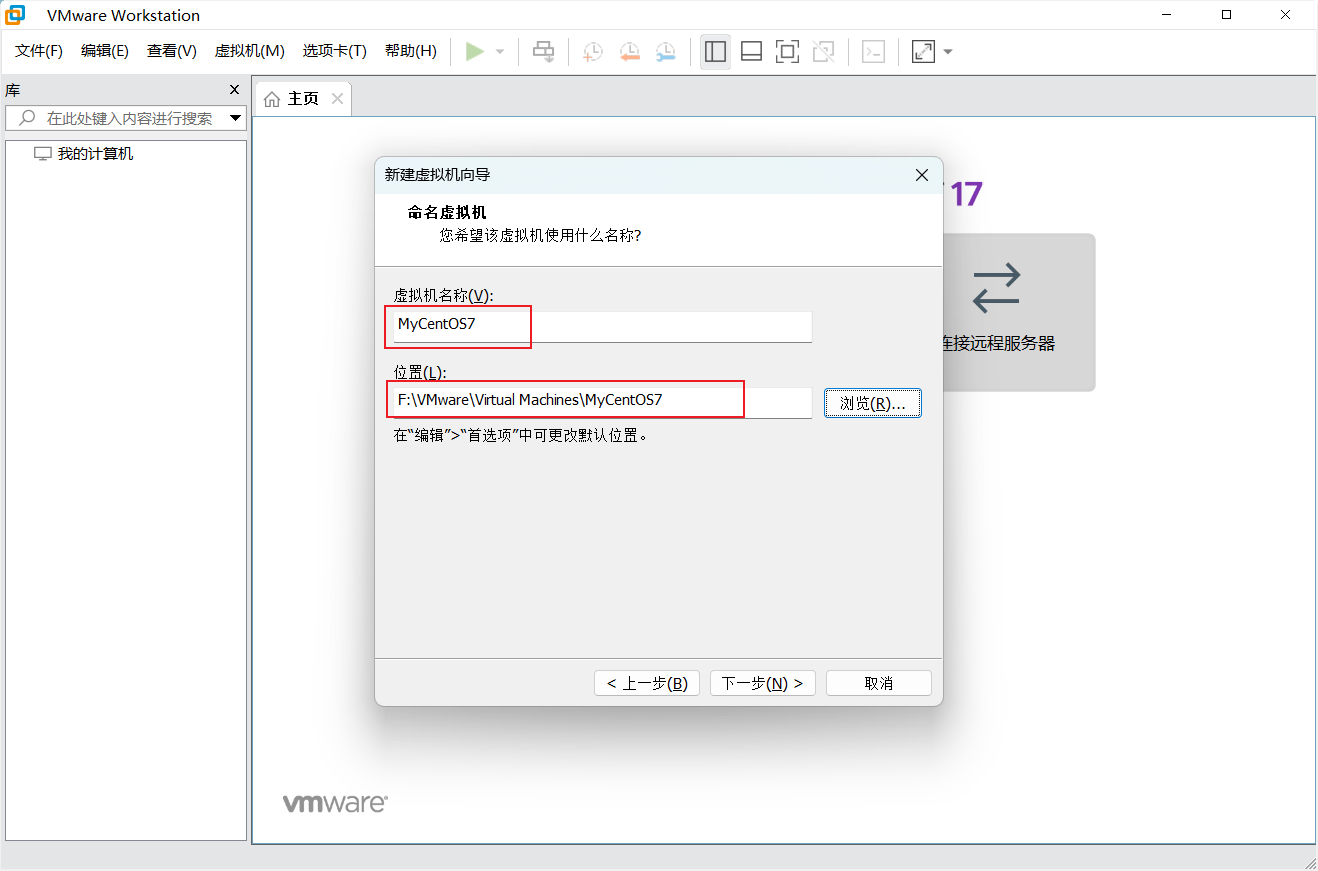 VMware Workstation
文件(F) 编辑(E) 查看(V) 虚拟机(M) 选项卡(T) 帮助(H)
库
在此处键入内容进行搜索
我的计算机
主页
17
连接远程服务器
新建虚拟机向导
命名虚拟机
您希望该虚拟机使用什么名称?
虚拟机名称(V):
MyCentOS7
位置(L):
F:\VMware\Virtual Machines\MyCentOS7
浏览(R)...
在“编辑”>“首选项”中可更改默认位置。
< 上一步(B) 下一步(N) > 取消
vmware®